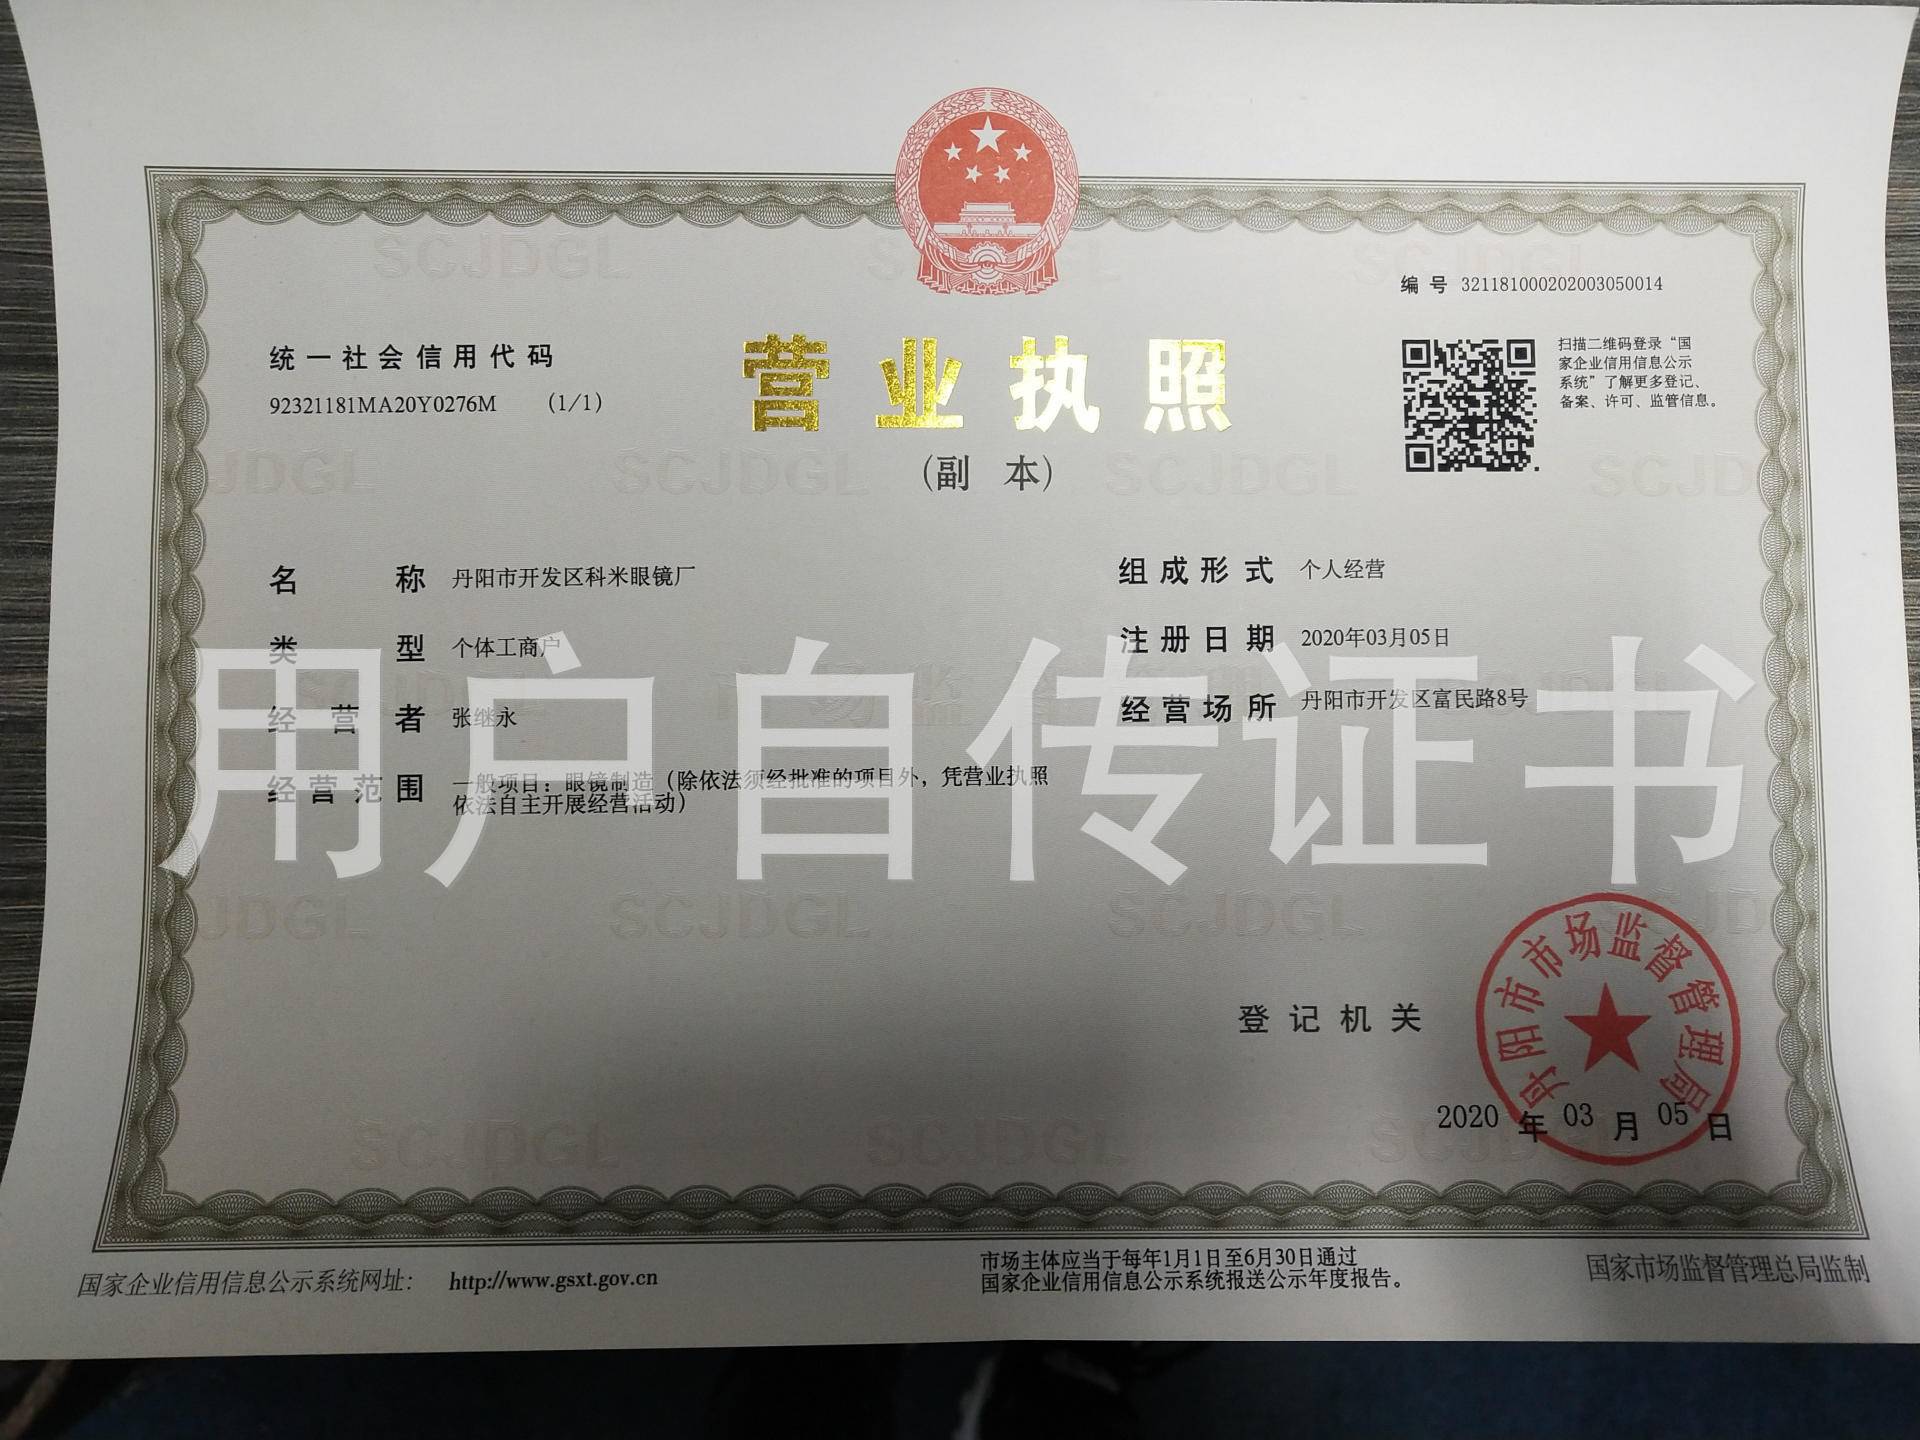 编号 321181000202003050014
统一社会信用代码
92321181MA20Y0276M (1/1)
营业执照
(副 本)
扫描二维码登录“国
家企业信用信息公示
系统”了解更多登记、
备案、许可、监管信息。
名称 丹阳市开发区科米眼镜厂
类型 个体工商户
经营者 张继永
经营范围 一般项目：眼镜制造（除依法须经批准的项目外，凭营业执照
依法自主开展经营活动）
组成形式 个人经营
注册日期 2020年03月05日
经营场所 丹阳市开发区富民路8号
用户自传证书
登记机关
丹阳市市场监督管理局
2020 年 03 月 05 日
国家企业信用信息公示系统网址： http://www.gsxt.gov.cn
市场主体应当于每年1月1日至6月30日通过
国家企业信用信息公示系统报送公示年度报告。
国家市场监督管理总局监制